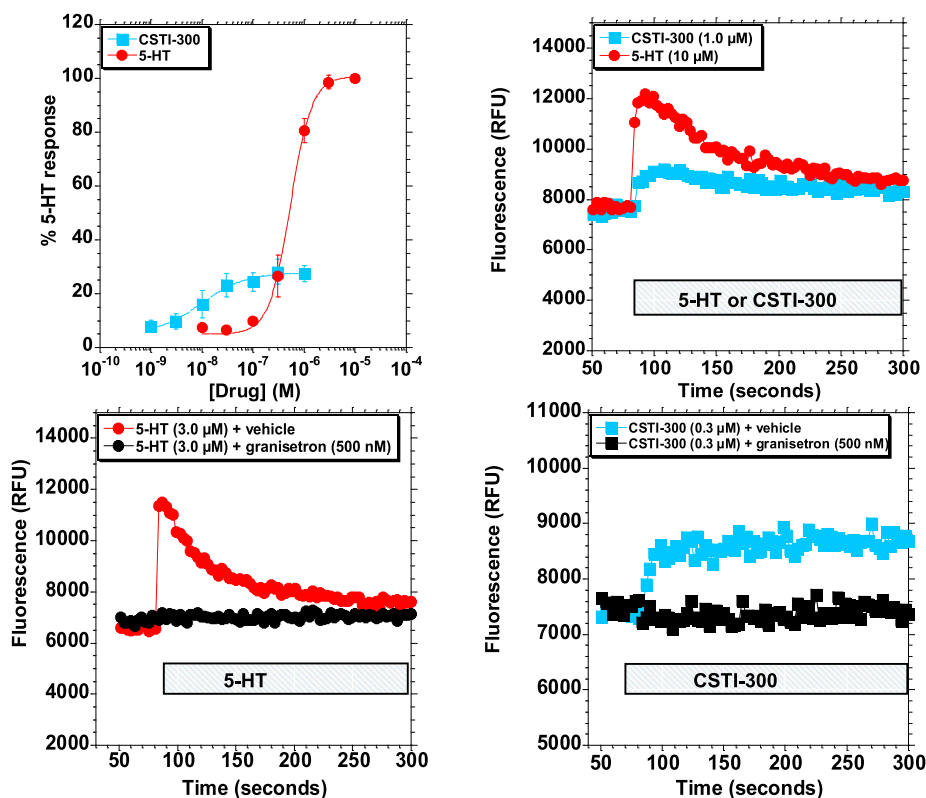 CSTI-300
5-HT
% 5-HT response
120
100
80
60
40
20
0
10⁻¹⁰ 10⁻⁹ 10⁻⁸ 10⁻⁷ 10⁻⁶ 10⁻⁵ 10⁻⁴
[Drug] (M)
CSTI-300 (1.0 µM)
5-HT (10 µM)
Fluorescence (RFU)
14000
12000
10000
8000
6000
4000
2000
5-HT or CSTI-300
50 100 150 200 250 300
Time (seconds)
5-HT (3.0 µM) + vehicle
5-HT (3.0 µM) + granisetron (500 nM)
Fluorescence (RFU)
14000
12000
10000
8000
6000
4000
2000
5-HT
50 100 150 200 250 300
Time (seconds)
CSTI-300 (0.3 µM) + vehicle
CSTI-300 (0.3 µM) + granisetron (500 nM)
Fluorescence (RFU)
11000
10000
9000
8000
7000
6000
5000
CSTI-300
50 100 150 200 250 300
Time (seconds)